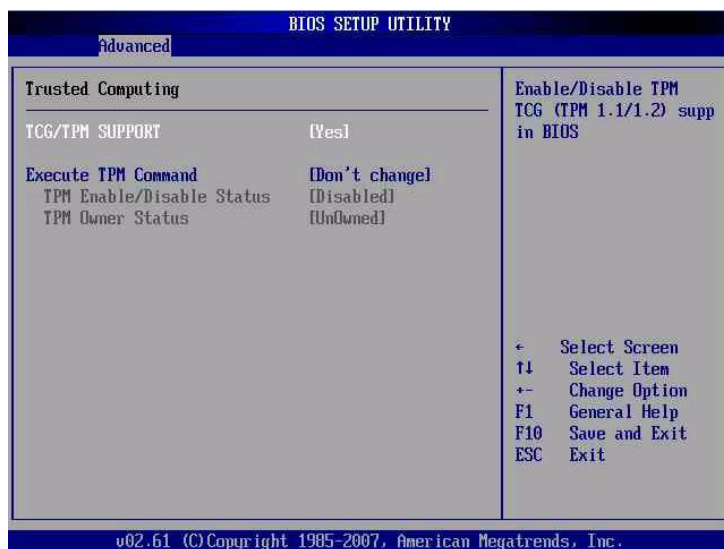 BIOS SETUP UTILITY
Advanced
Trusted Computing
TCG/TPM SUPPORT [Yes]
Execute TPM Command [Don't change]
TPM Enable/Disable Status [Disabled]
TPM Owner Status [UnOwned]
Enable/Disable TPM
TCG (TPM 1.1/1.2) supp
in BIOS
← Select Screen
↑↓ Select Item
+- Change Option
F1 General Help
F10 Save and Exit
ESC Exit
v02.61 (C)Copyright 1985-2007, American Megatrends, Inc.